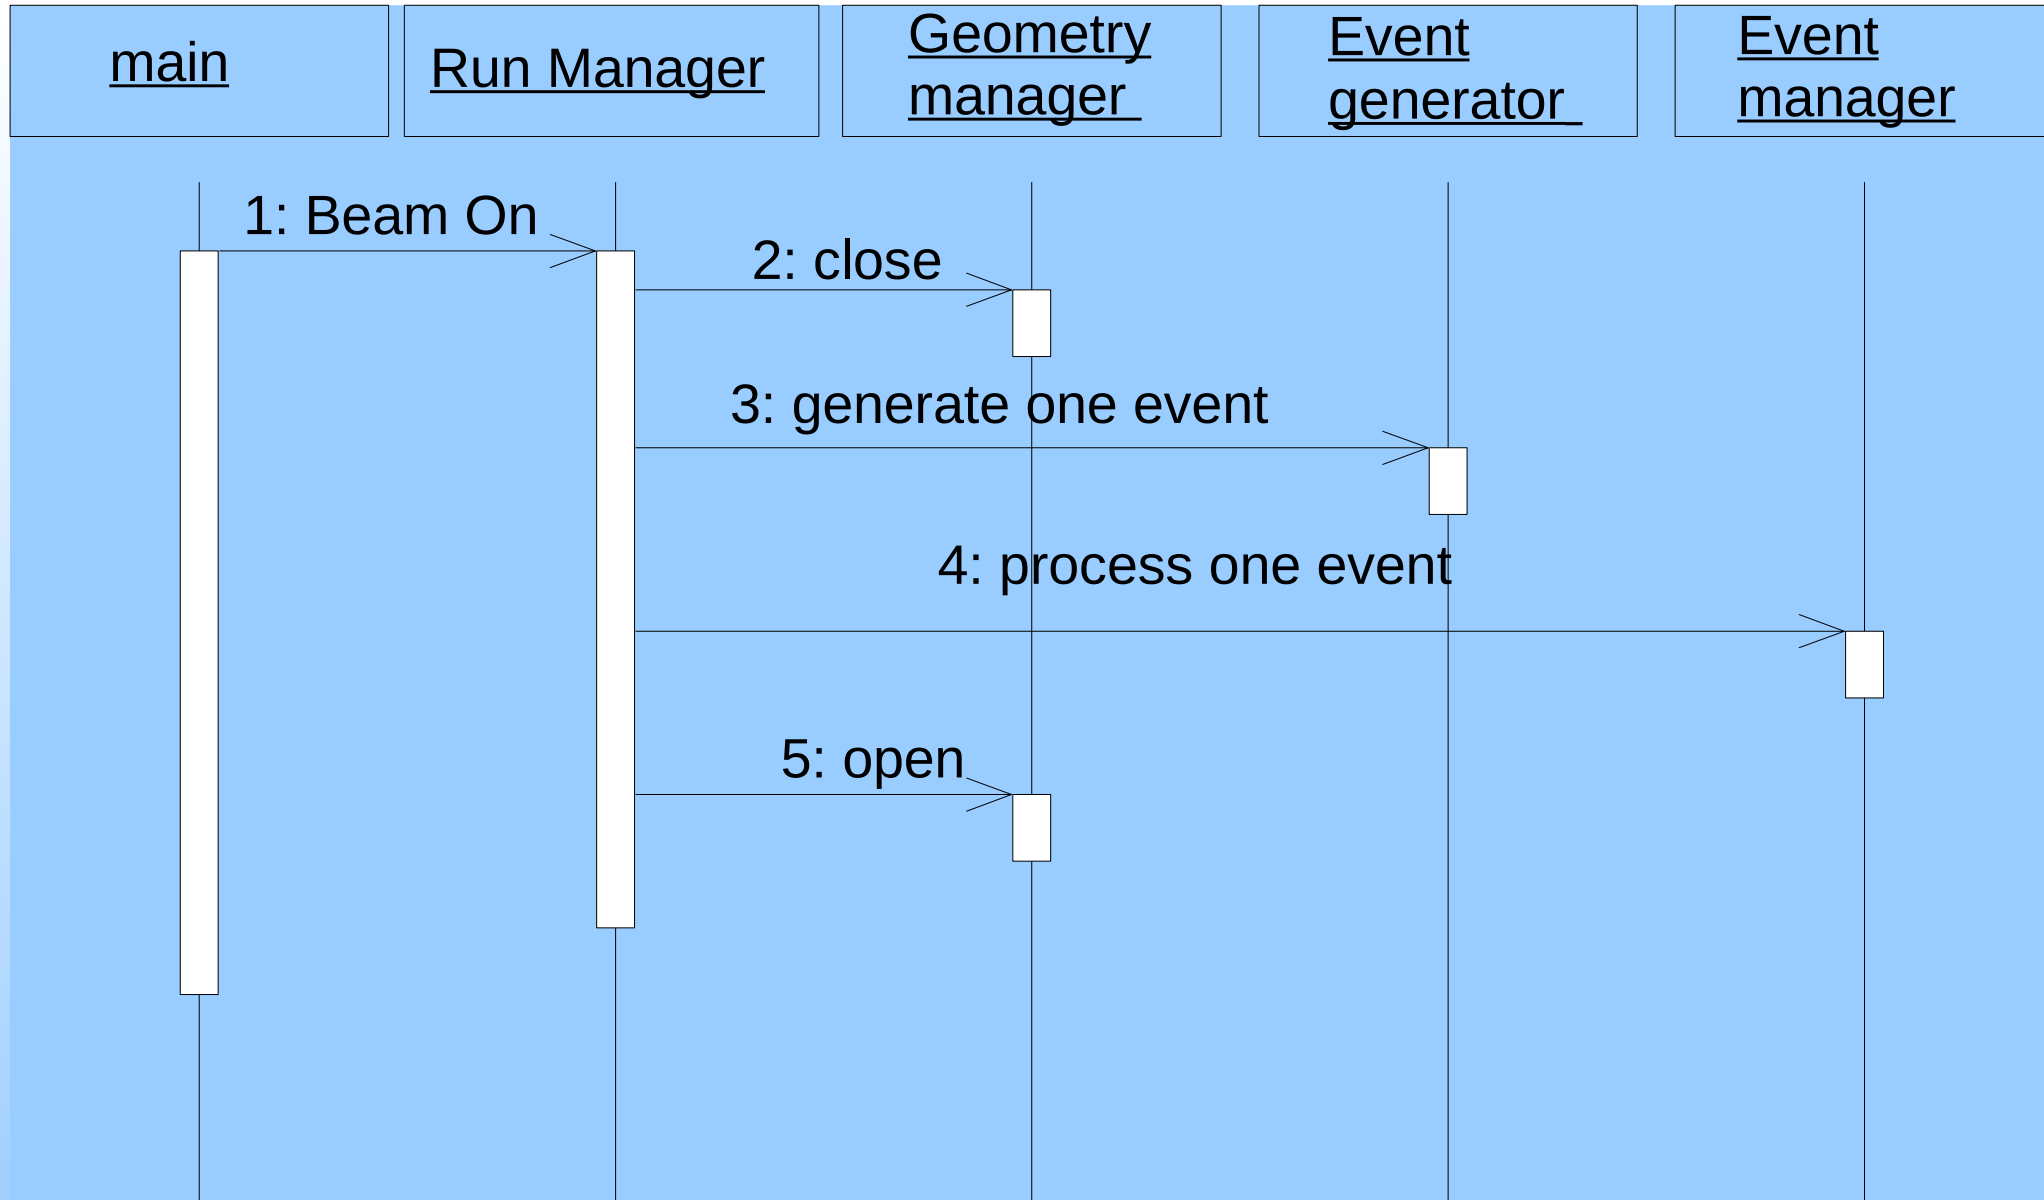 main
Run Manager
Geometry
manager
Event
generator
Event
manager
1: Beam On
2: close
3: generate one event
4: process one event
5: open